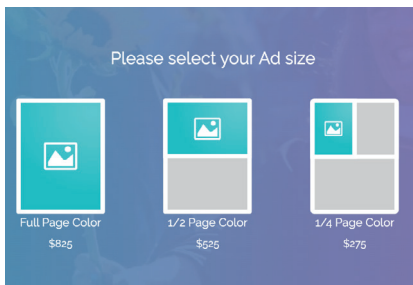 Please select your Ad size
Full Page Color
$825
1/2 Page Color
$525
1/4 Page Color
$275